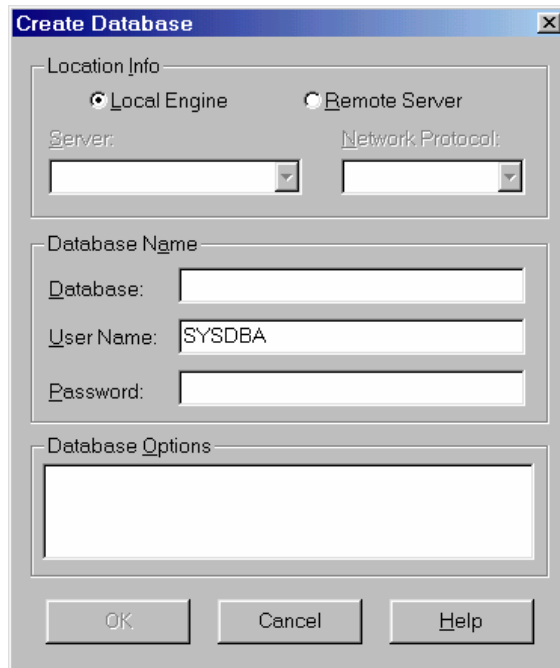 Create Database
Location Info
Local Engine Remote Server
Server: Network Protocol:
Database Name
Database:
User Name: SYSDBA
Password:
Database Options
OK Cancel Help